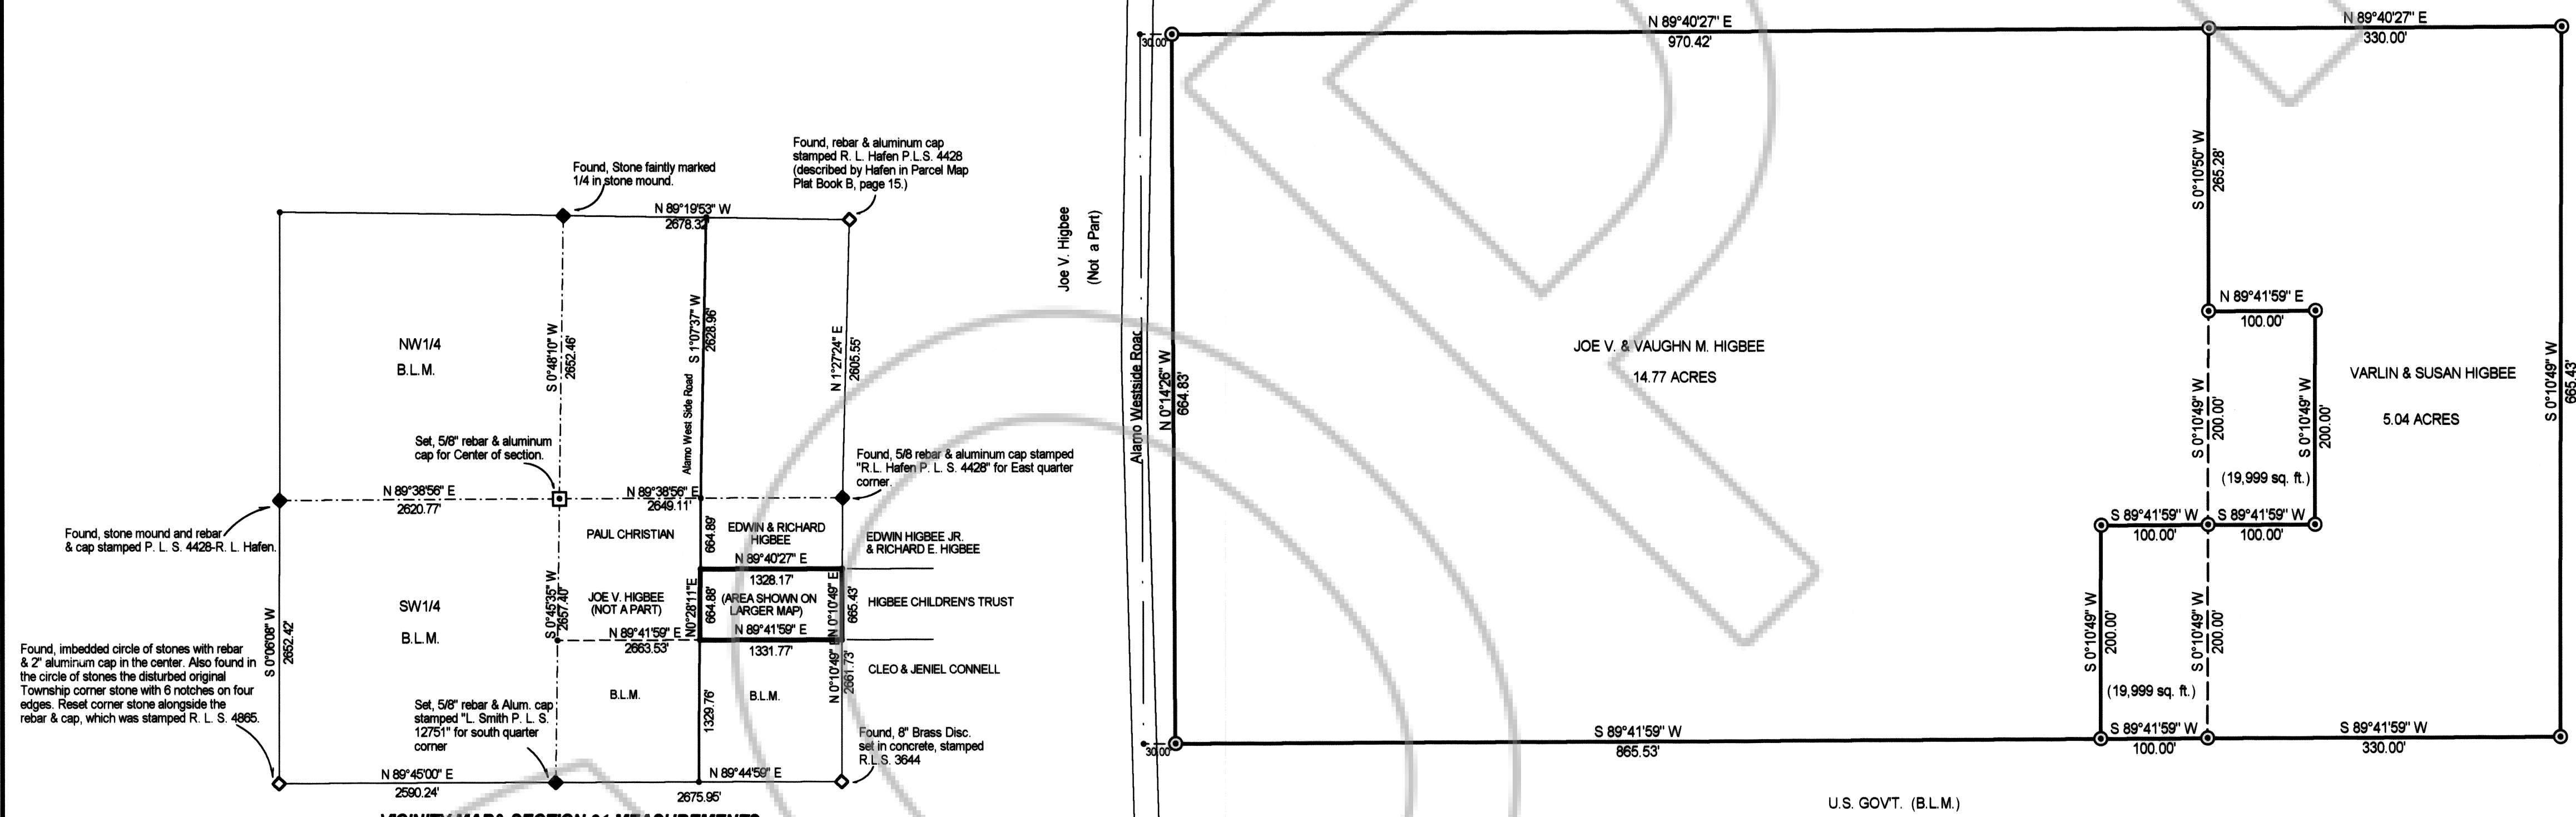 Found, Stone faintly marked
1/4 in stone mound.
Found, rebar & aluminum cap
stamped R. L. Hafen P.L.S. 4428
(described by Hafen in Parcel Map
Plat Book B, page 15.)
N 89°19'53" W
2678.32'
NW1/4
B.L.M.
S 0°48'10" W
2652.46'
Alamo West Side Road
S 1°07'37" W
2628.96'
N 1°27'24" E
2605.55'
Set, 5/8" rebar & aluminum
cap for Center of section.
Found, 5/8 rebar & aluminum cap stamped
"R.L. Hafen P. L. S. 4428" for East quarter
corner.
N 89°38'56" E
2620.77'
N 89°38'56" E
2649.11'
Found, stone mound and rebar
& cap stamped P. L. S. 4428-R. L. Hafen.
PAUL CHRISTIAN
664.89'
EDWIN & RICHARD
HIGBEE
EDWIN HIGBEE JR.
& RICHARD E. HIGBEE
N 89°40'27" E
1328.17'
S 0°45'35" W
2657.40'
JOE V. HIGBEE
(NOT A PART)
N0°28'11"E
664.88'
(AREA SHOWN ON
LARGER MAP)
N 0°10'49" E
665.43'
HIGBEE CHILDREN'S TRUST
SW1/4
B.L.M.
S 0°06'08" W
2652.42'
N 89°41'59" E
2663.53'
N 89°41'59" E
1331.77'
N 0°10'49" E
2661.73'
CLEO & JENIEL CONNELL
Found, imbedded circle of stones with rebar
& 2" aluminum cap in the center. Also found in
the circle of stones the disturbed original
Township corner stone with 6 notches on four
edges. Reset corner stone alongside the
rebar & cap, which was stamped R. L. S. 4865.
B.L.M.
1329.76'
B.L.M.
Set, 5/8" rebar & Alum. cap
stamped "L. Smith P. L. S.
12751" for south quarter
corner
Found, 8" Brass Disc.
set in concrete, stamped
R.L.S. 3644
N 89°45'00" E
2590.24'
N 89°44'59" E
2675.95'
Joe V. Higbee
(Not a Part)
Alamo Westside Road
30.00'
N 89°40'27" E
970.42'
N 89°40'27" E
330.00'
S 0°10'50" W
265.28'
N 0°14'26" W
664.83'
JOE V. & VAUGHN M. HIGBEE
14.77 ACRES
N 89°41'59" E
100.00'
S 0°10'49" W
200.00'
S 0°10'49" W
200.00'
(19,999 sq. ft.)
VARLIN & SUSAN HIGBEE
5.04 ACRES
S 0°10'49" W
665.43'
S 89°41'59" W
100.00'
S 89°41'59" W
100.00'
S 0°10'49" W
200.00'
S 0°10'49" W
200.00'
(19,999 sq. ft.)
30.00'
S 89°41'59" W
865.53'
S 89°41'59" W
100.00'
S 89°41'59" W
330.00'
U.S. GOV'T. (B.L.M.)